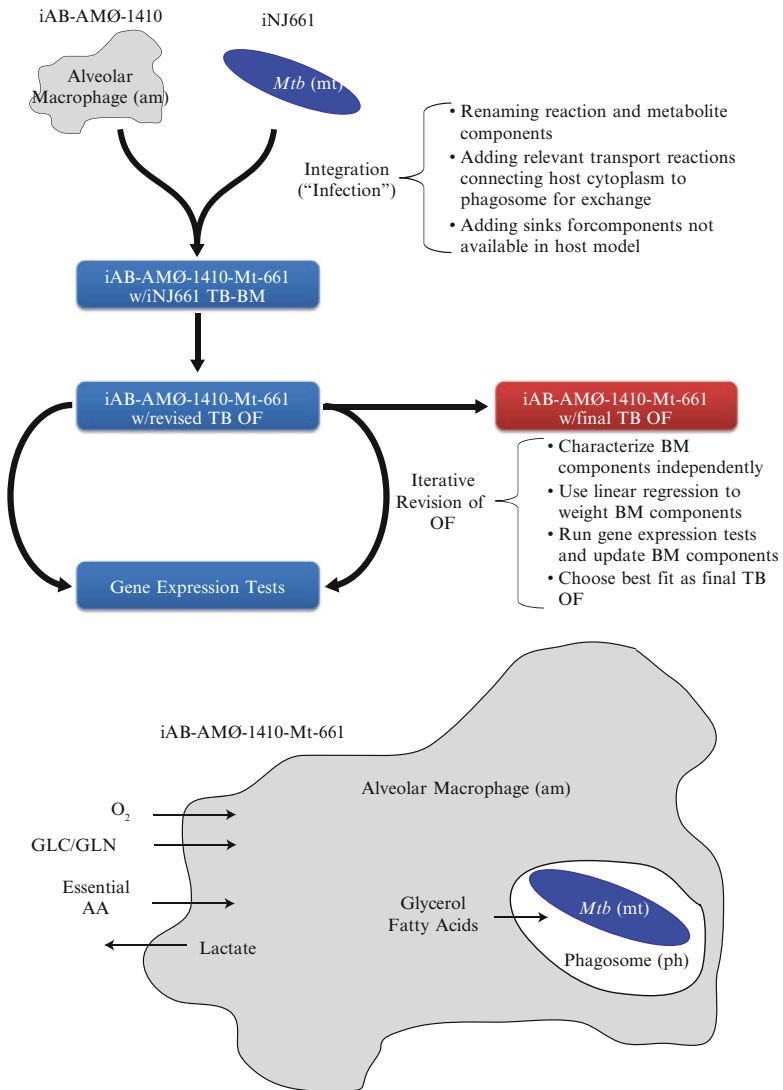 iAB-AMØ-1410
iNJ661
Alveolar
Macrophage (am)
Mtb (mt)
Integration
("Infection")
• Renaming reaction and metabolite
components
• Adding relevant transport reactions
connecting host cytoplasm to
phagosome for exchange
• Adding sinks forcomponents not
available in host model
iAB-AMØ-1410-Mt-661
w/iNJ661 TB-BM
iAB-AMØ-1410-Mt-661
w/revised TB OF
iAB-AMØ-1410-Mt-661
w/final TB OF
Iterative
Revision of
OF
• Characterize BM
components independently
• Use linear regression to
weight BM components
• Run gene expression tests
and update BM components
• Choose best fit as final TB
OF
Gene Expression Tests
iAB-AMØ-1410-Mt-661
Alveolar Macrophage (am)
O₂
GLC/GLN
Essential
AA
Lactate
Glycerol
Fatty Acids
Mtb (mt)
Phagosome (ph)